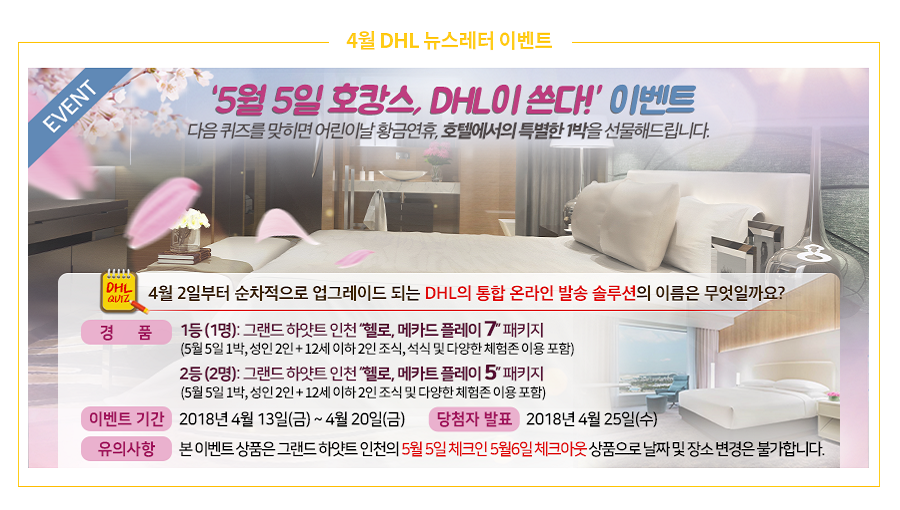 4월 DHL 뉴스레터 이벤트
EVENT
'5월 5일 호캉스, DHL이 쏜다!' 이벤트
다음 퀴즈를 맞히면 어린이날 황금연휴, 호텔에서의 특별한 1박을 선물해드립니다.
DHL QUIZ
4월 2일부터 순차적으로 업그레이드 되는 DHL의 통합 온라인 발송 솔루션의 이름은 무엇일까요?
경 품 1등 (1명): 그랜드 하얏트 인천 "헬로, 메카드 플레이 7" 패키지
(5월 5일 1박, 성인 2인 + 12세 이하 2인 조식, 석식 및 다양한 체험존 이용 포함)
2등 (2명): 그랜드 하얏트 인천 "헬로, 메카트 플레이 5" 패키지
(5월 5일 1박, 성인 2인 + 12세 이하 2인 조식 및 다양한 체험존 이용 포함)
이벤트 기간 2018년 4월 13일(금) ~ 4월 20일(금) 당첨자 발표 2018년 4월 25일(수)
유의사항 본 이벤트 상품은 그랜드 하얏트 인천의 5월 5일 체크인 5월6일 체크아웃 상품으로 날짜 및 장소 변경은 불가합니다.